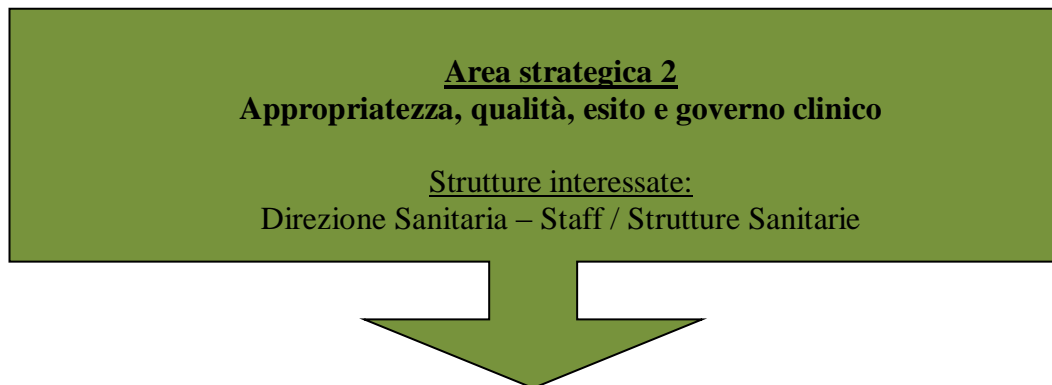 Area strategica 2
Appropriatezza, qualità, esito e governo clinico
Strutture interessate:
Direzione Sanitaria – Staff / Strutture Sanitarie